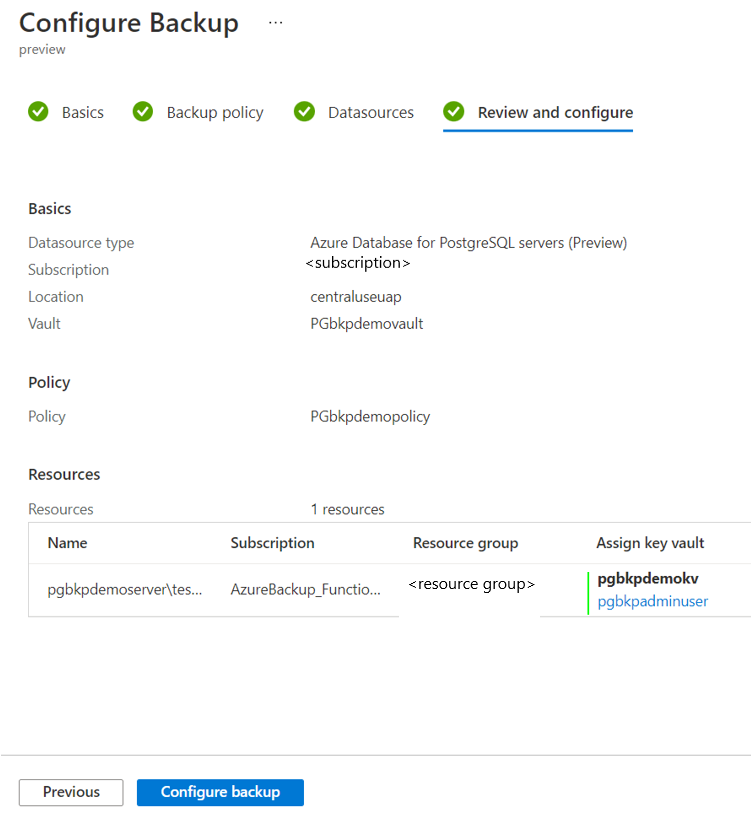 Configure Backup ...
preview
Basics Backup policy Datasources Review and configure
Basics
Datasource type Azure Database for PostgreSQL servers (Preview)
Subscription <subscription>
Location centraluseuap
Vault PGbkpdemovault
Policy
Policy PGbkpdemopolicy
Resources
Resources 1 resources
Name Subscription Resource group Assign key vault
pgbkpdemoserver\tes... AzureBackup_Functio... <resource group> pgbkpdemokv
pgbkpadminuser
Previous Configure backup